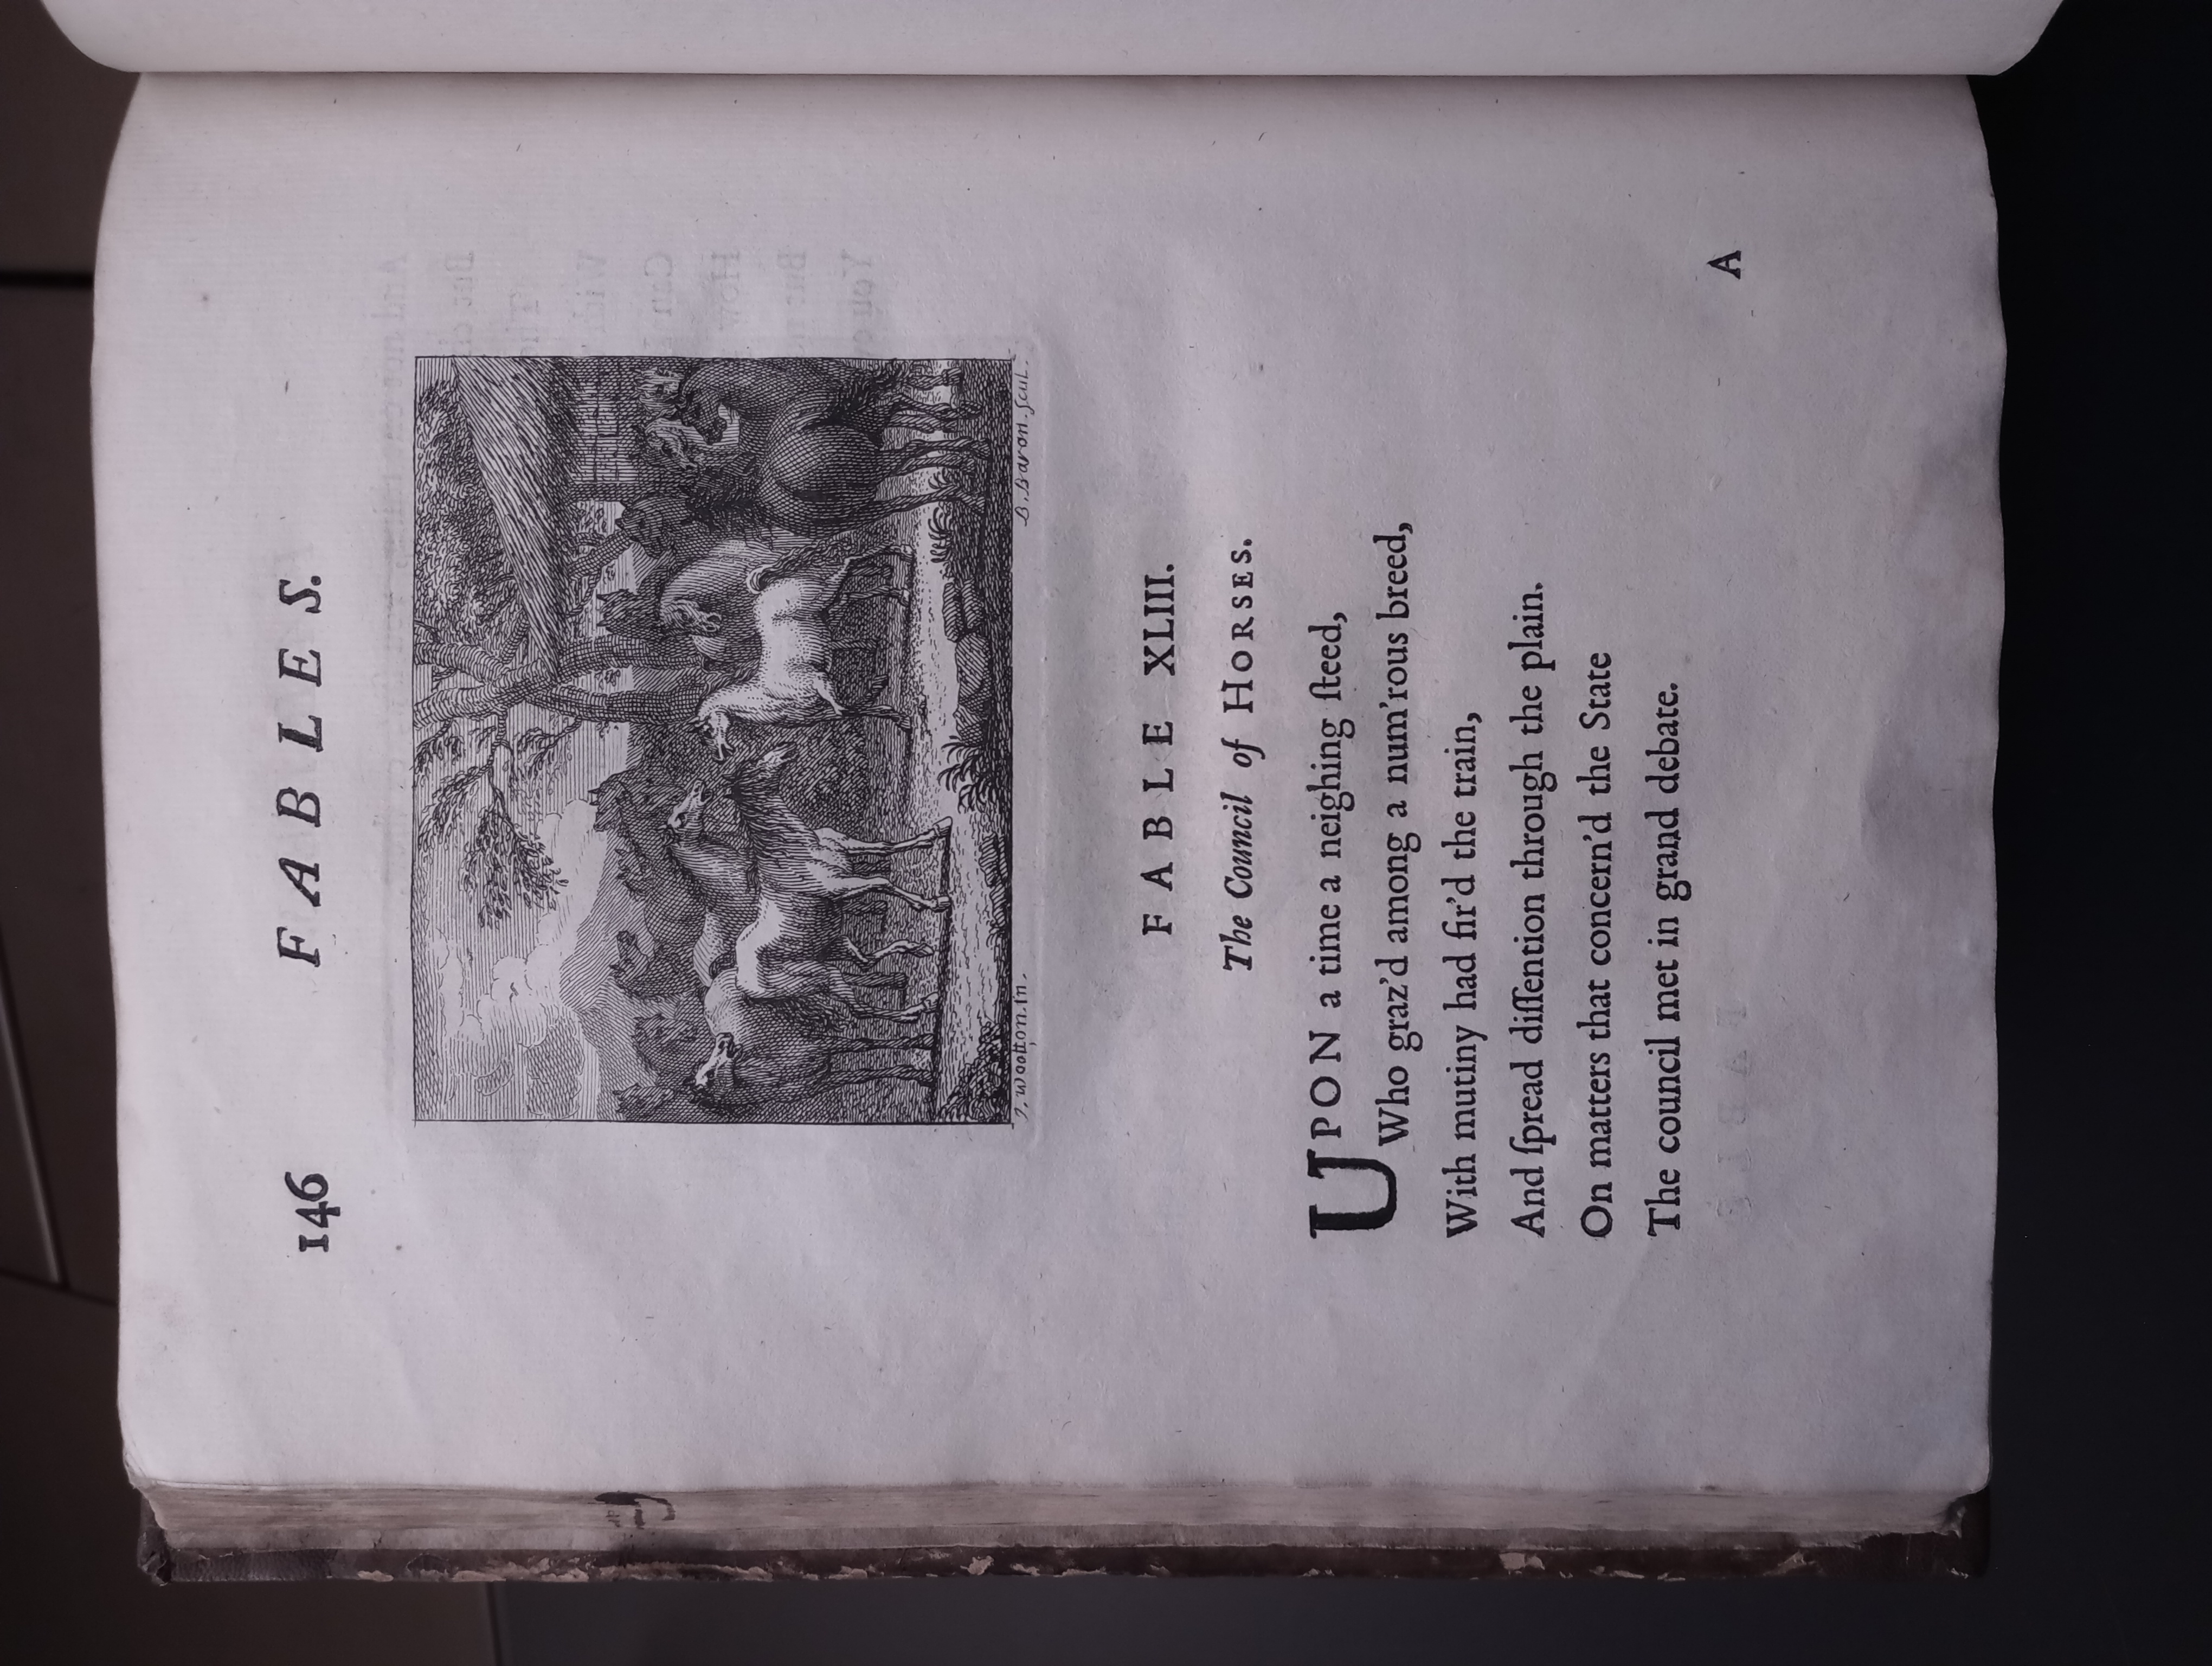 146 FABLES.
J. Wootton. In. B. Baron. Scul.
FABLE XLIII.
The Council of HORSES.
UPON a time a neighing ſteed,
Who graz'd among a num'rous breed,
With mutiny had fir'd the train,
And ſpread diſſention through the plain.
On matters that concern'd the State
The council met in grand debate.
A